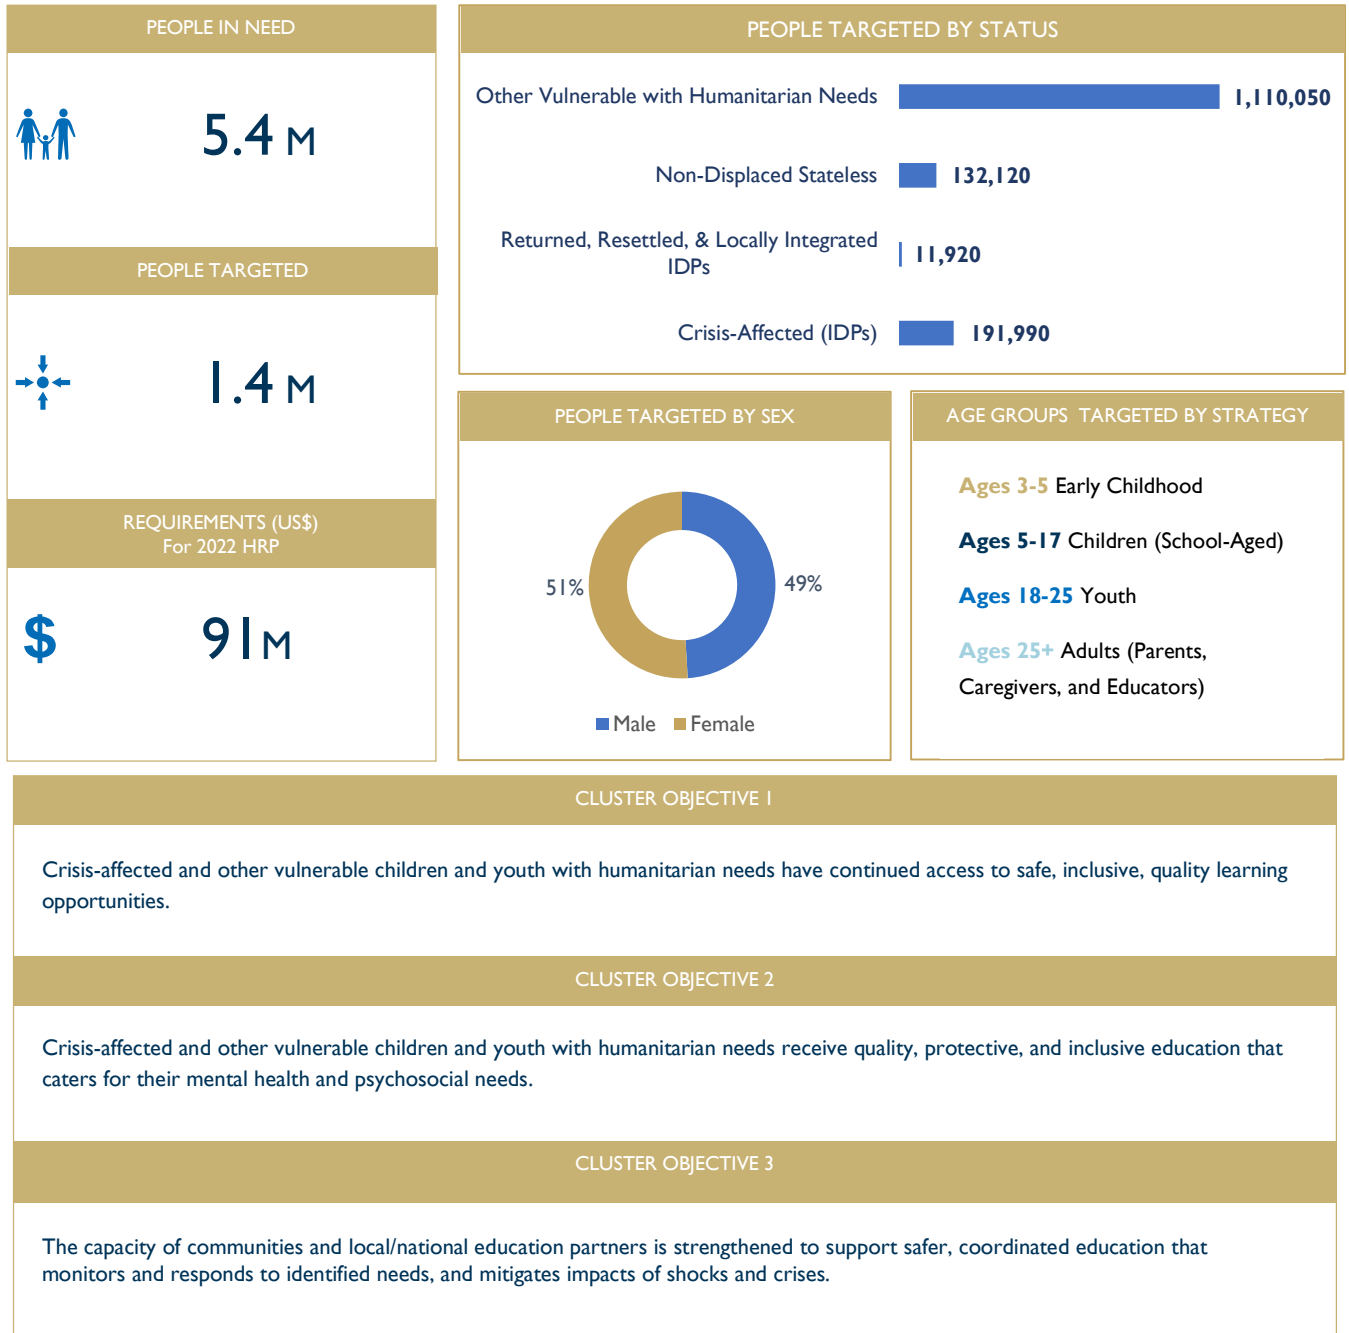 PEOPLE IN NEED
5.4 M
PEOPLE TARGETED
1.4 M
REQUIREMENTS (US$)
For 2022 HRP
$
91M
PEOPLE TARGETED BY STATUS
Other Vulnerable with Humanitarian Needs 1,110,050
Non-Displaced Stateless 132,120
Returned, Resettled, & Locally Integrated
IDPs 11,920
Crisis-Affected (IDPs) 191,990
PEOPLE TARGETED BY SEX
51% 49%
Male Female
AGE GROUPS TARGETED BY STRATEGY
Ages 3-5 Early Childhood
Ages 5-17 Children (School-Aged)
Ages 18-25 Youth
Ages 25+ Adults (Parents,
Caregivers, and Educators)
CLUSTER OBJECTIVE 1
Crisis-affected and other vulnerable children and youth with humanitarian needs have continued access to safe, inclusive, quality learning
opportunities.
CLUSTER OBJECTIVE 2
Crisis-affected and other vulnerable children and youth with humanitarian needs receive quality, protective, and inclusive education that
caters for their mental health and psychosocial needs.
CLUSTER OBJECTIVE 3
The capacity of communities and local/national education partners is strengthened to support safer, coordinated education that
monitors and responds to identified needs, and mitigates impacts of shocks and crises.